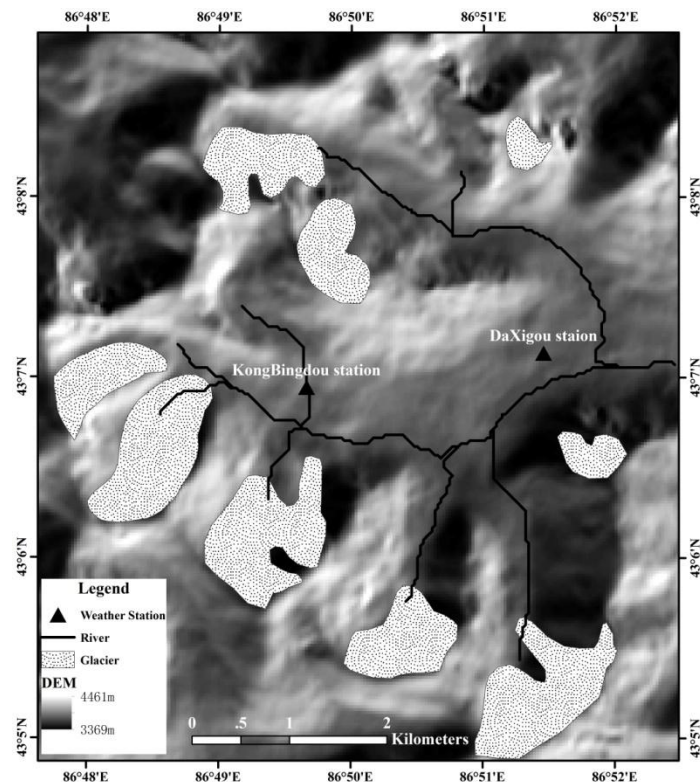 86°48'E 86°49'E 86°50'E 86°51'E 86°52'E
43°8'N 43°8'N
DaXigou staion
KongBingdou station
43°7'N 43°7'N
43°6'N 43°6'N
Legend
Weather Station
River
Glacier
DEM
4461m
3369m
0 .5 1 2
Kilometers
43°5'N 43°5'N
86°48'E 86°49'E 86°50'E 86°51'E 86°52'E